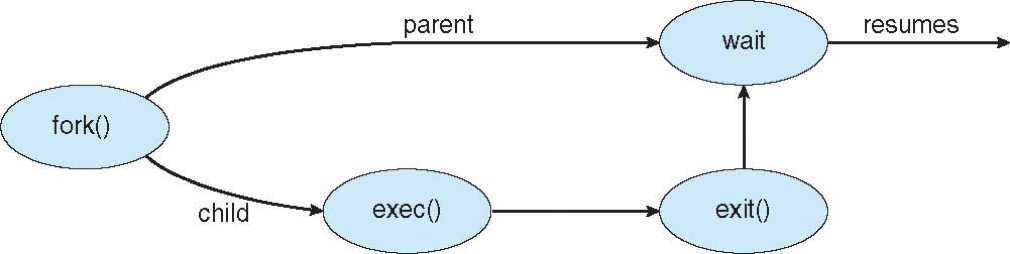 parent
wait
resumes
fork()
child
exec()
exit()